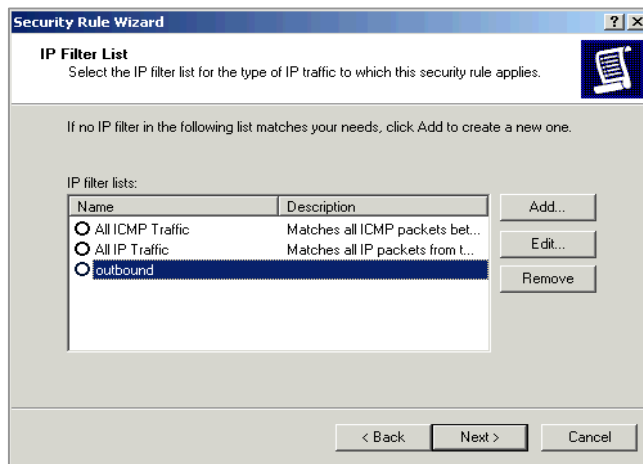 Security Rule Wizard
IP Filter List
Select the IP filter list for the type of IP traffic to which this security rule applies.
If no IP filter in the following list matches your needs, click Add to create a new one.
IP filter lists:
Name Description
All ICMP Traffic Matches all ICMP packets bet...
All IP Traffic Matches all IP packets from t...
outbound
Add...
Edit...
Remove
< Back Next > Cancel